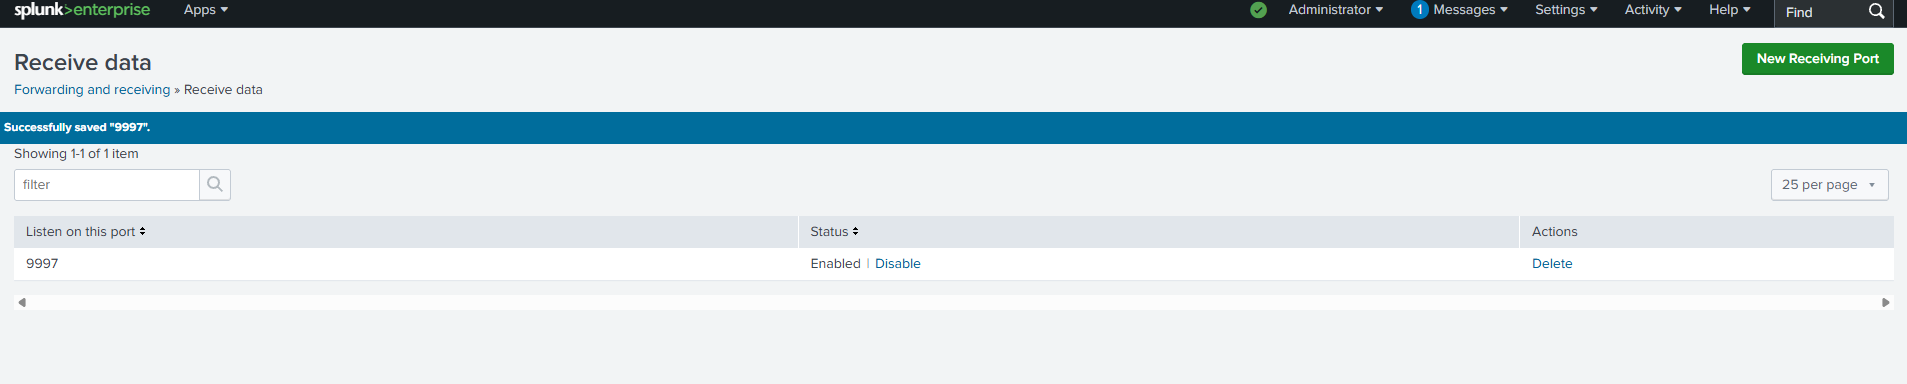 splunk>enterprise Apps Administrator 1 Messages Settings Activity Help Find
Receive data
New Receiving Port
Forwarding and receiving » Receive data
Successfully saved "9997".
Showing 1-1 of 1 item
filter
25 per page
Listen on this port Status Actions
9997 Enabled | Disable Delete